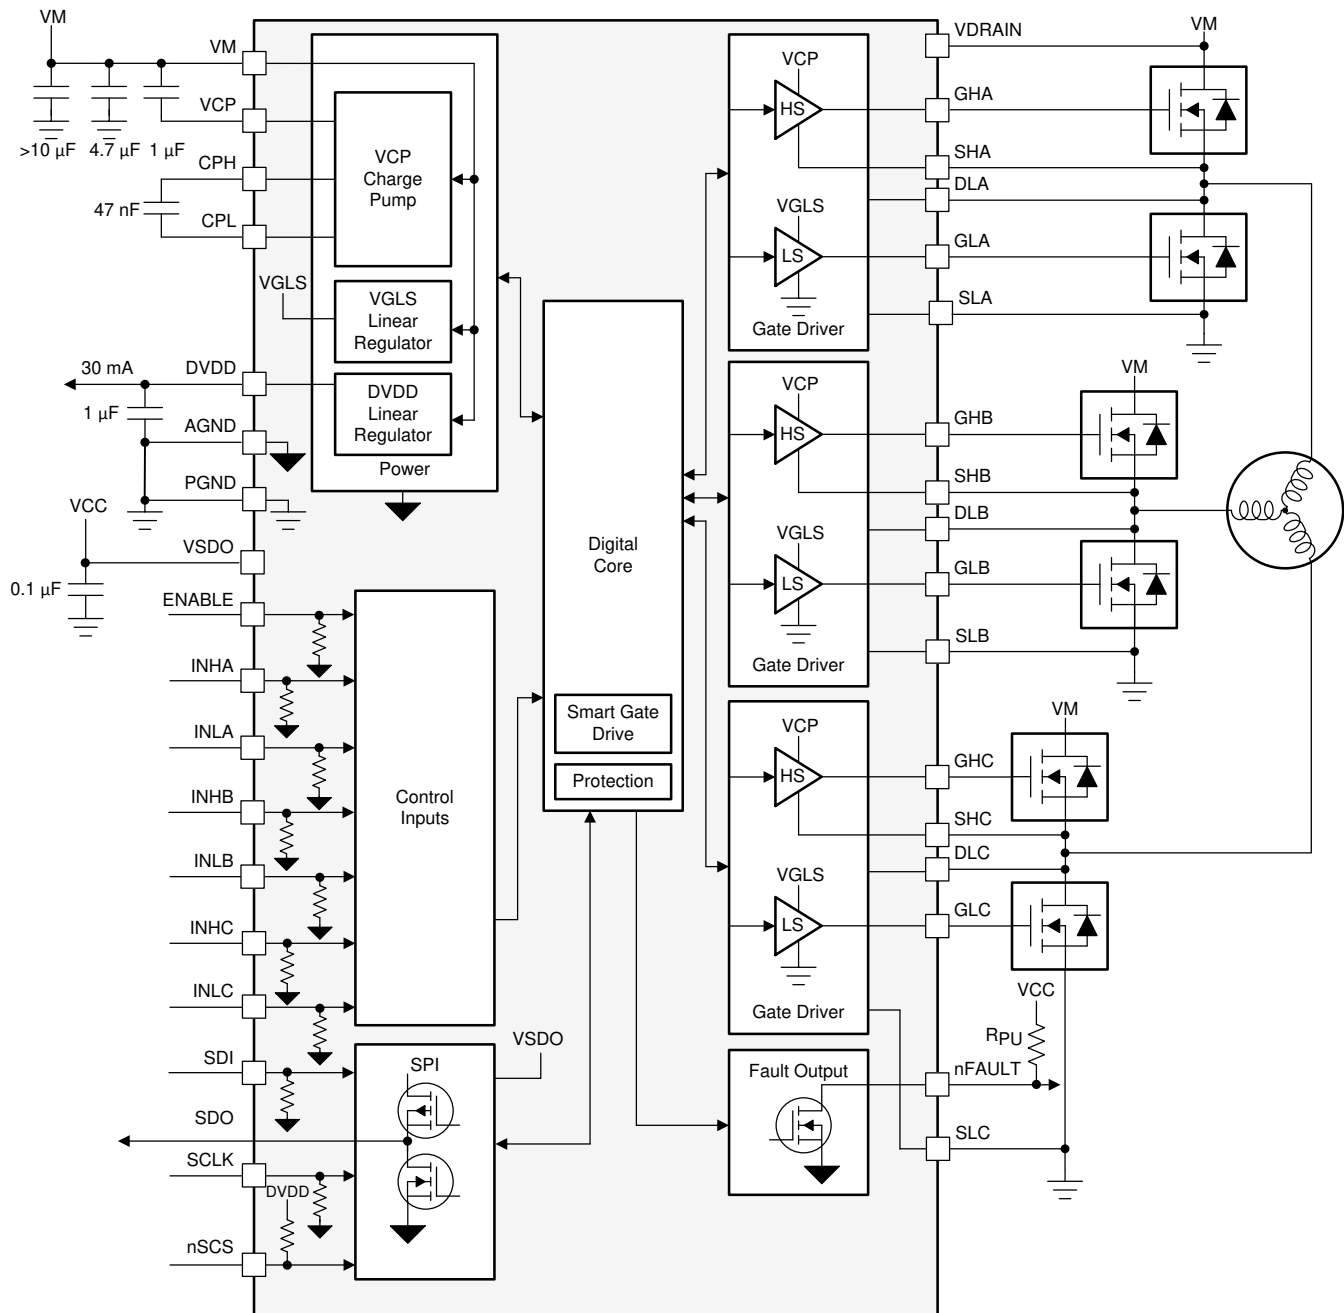 VM
VM
VCP
>10 µF
4.7 µF
1 µF
CPH
47 nF
CPL
VCP
Charge
Pump
VGLS
VGLS
Linear
Regulator
30 mA
DVDD
1 µF
DVDD
Linear
Regulator
AGND
Power
PGND
VCC
VSDO
0.1 µF
ENABLE
INHA
INLA
INHB
INLB
INHC
INLC
Control
Inputs
SDI
SDO
SCLK
DVDD
nSCS
SPI
VSDO
Digital
Core
Smart Gate
Drive
Protection
VCP
HS
VGLS
LS
Gate Driver
VCP
HS
VGLS
LS
Gate Driver
VCP
HS
VGLS
LS
Gate Driver
Fault Output
VDRAIN
VM
GHA
SHA
DLA
GLA
SLA
VM
GHB
SHB
DLB
GLB
SLB
VM
GHC
SHC
DLC
GLC
VCC
RPU
nFAULT
SLC